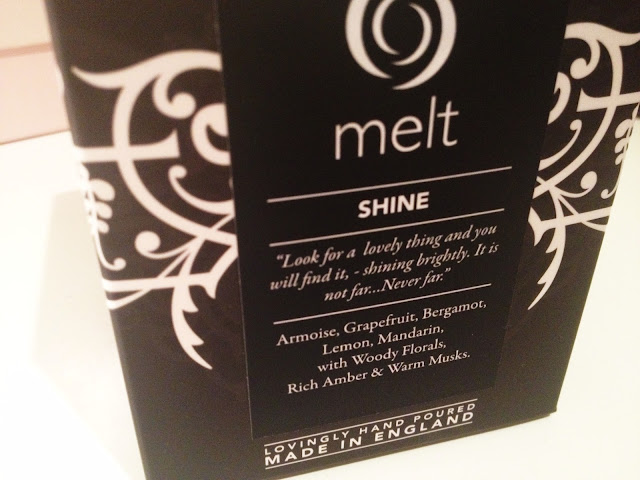 melt
SHINE
"Look for a lovely thing and you
will find it, - shining brightly. It is
not far...Never far."
Armoise, Grapefruit, Bergamot,
Lemon, Mandarin,
with Woody Florals,
Rich Amber & Warm Musks.
LOVINGLY HAND POURED
MADE IN ENGLAND